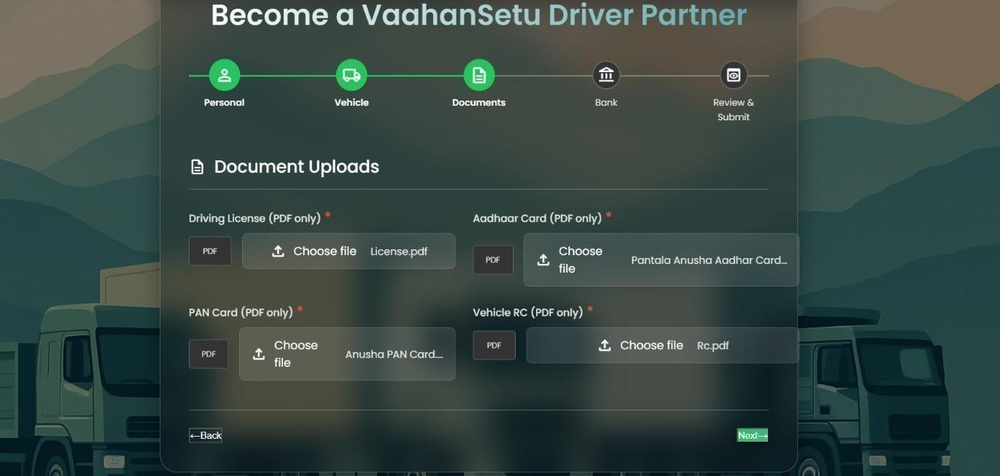 Become a VaahanSetu Driver Partner
Personal
Vehicle
Documents
Bank
Review &
Submit
Document Uploads
Driving License (PDF only) *
PDF
Choose file License.pdf
Aadhaar Card (PDF only) *
PDF
Choose
file
Pantala Anusha Aadhar Card...
PAN Card (PDF only) *
PDF
Choose
file
Anusha PAN Card....
Vehicle RC (PDF only) *
PDF
Choose file Rc.pdf
←Back
Next→